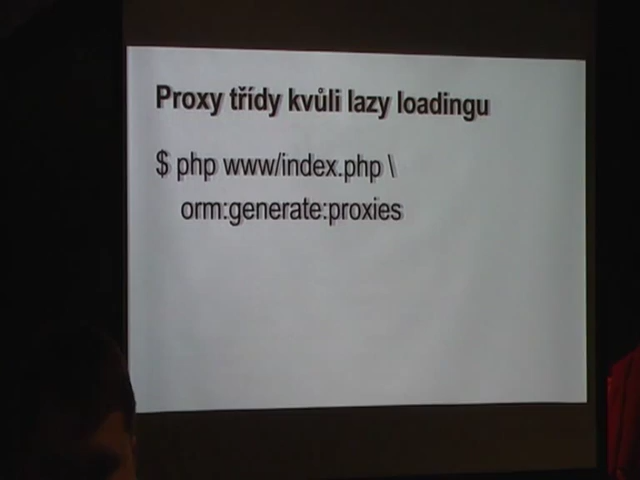 Proxy třídy kvůli lazy loadingu
$ php www/index.php \
orm:generate:proxies